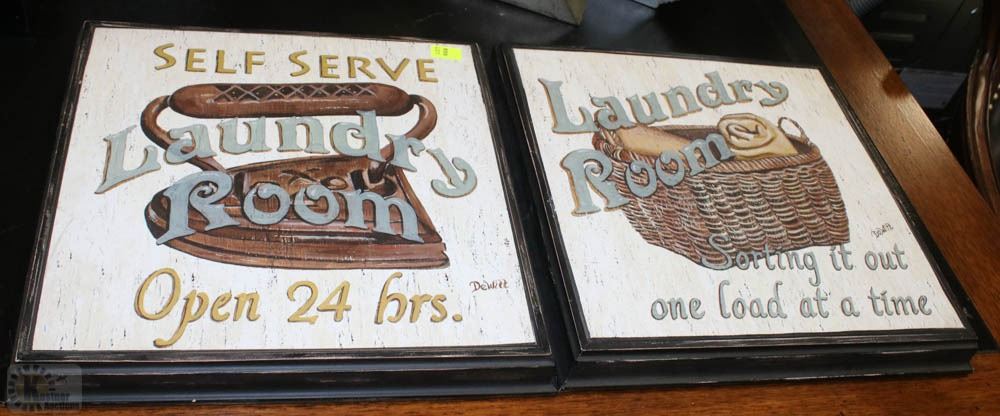 SELF SERVE
Laundry
Room
Open 24 hrs.
DeWitt
Laundry
Room
Sorting it out
one load at a time